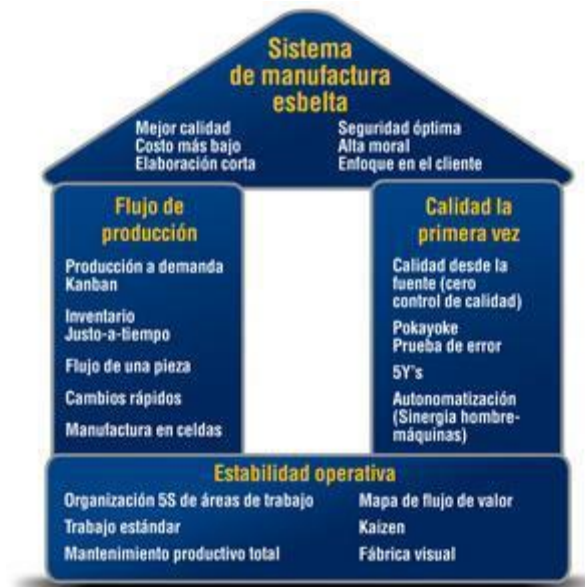 Sistema
de manufactura
esbelta
Mejor calidad
Costo más bajo
Elaboración corta
Seguridad óptima
Alta moral
Enfoque en el cliente
Flujo de
producción
Producción a demanda
Kanban
Inventario
Justo-a-tiempo
Flujo de una pieza
Cambios rápidos
Manufactura en celdas
Calidad la
primera vez
Calidad desde la
fuente (cero
control de calidad)
Pokayoke
Prueba de error
5Y's
Autonomatización
(Sinergia hombre-
máquinas)
Estabilidad operativa
Organización 5S de áreas de trabajo
Trabajo estándar
Mantenimiento productivo total
Mapa de flujo de valor
Kaizen
Fábrica visual